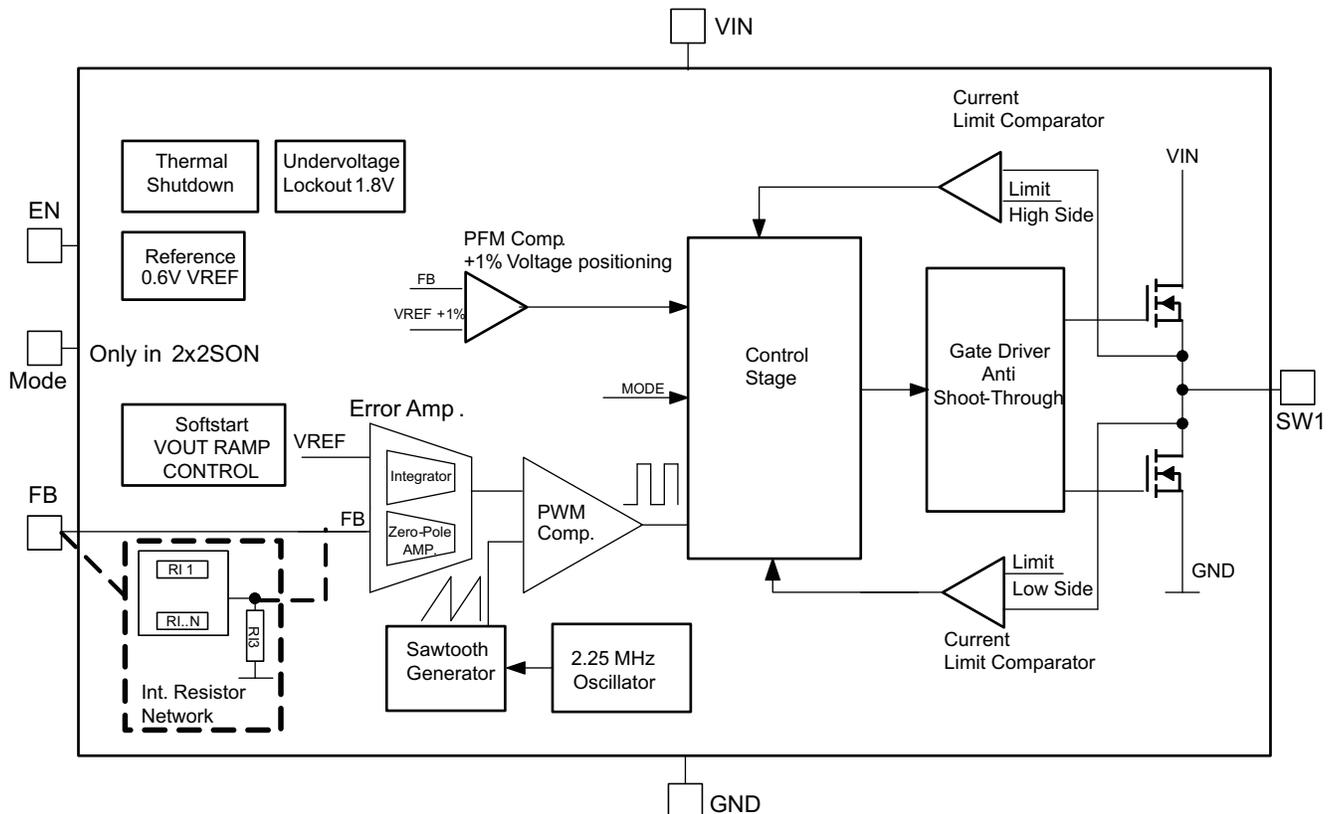 VIN
Current
Limit Comparator
Thermal
Shutdown
Undervoltage
Lockout 1.8V
VIN
Limit
High Side
EN
Reference
0.6V VREF
PFM Comp.
+1% Voltage positioning
FB
VREF +1%
Only in 2x2SON
Mode
Control
Stage
Gate Driver
Anti
Shoot-Through
MODE
SW1
Softstart
VOUT RAMP
CONTROL
Error Amp .
VREF
Integrator
FB
FB
Zero-Pole
AMP.
PWM
Comp.
RI 1
RI..N
RI3
Int. Resistor
Network
Sawtooth
Generator
2.25 MHz
Oscillator
Limit
Low Side
Current
Limit Comparator
GND
GND